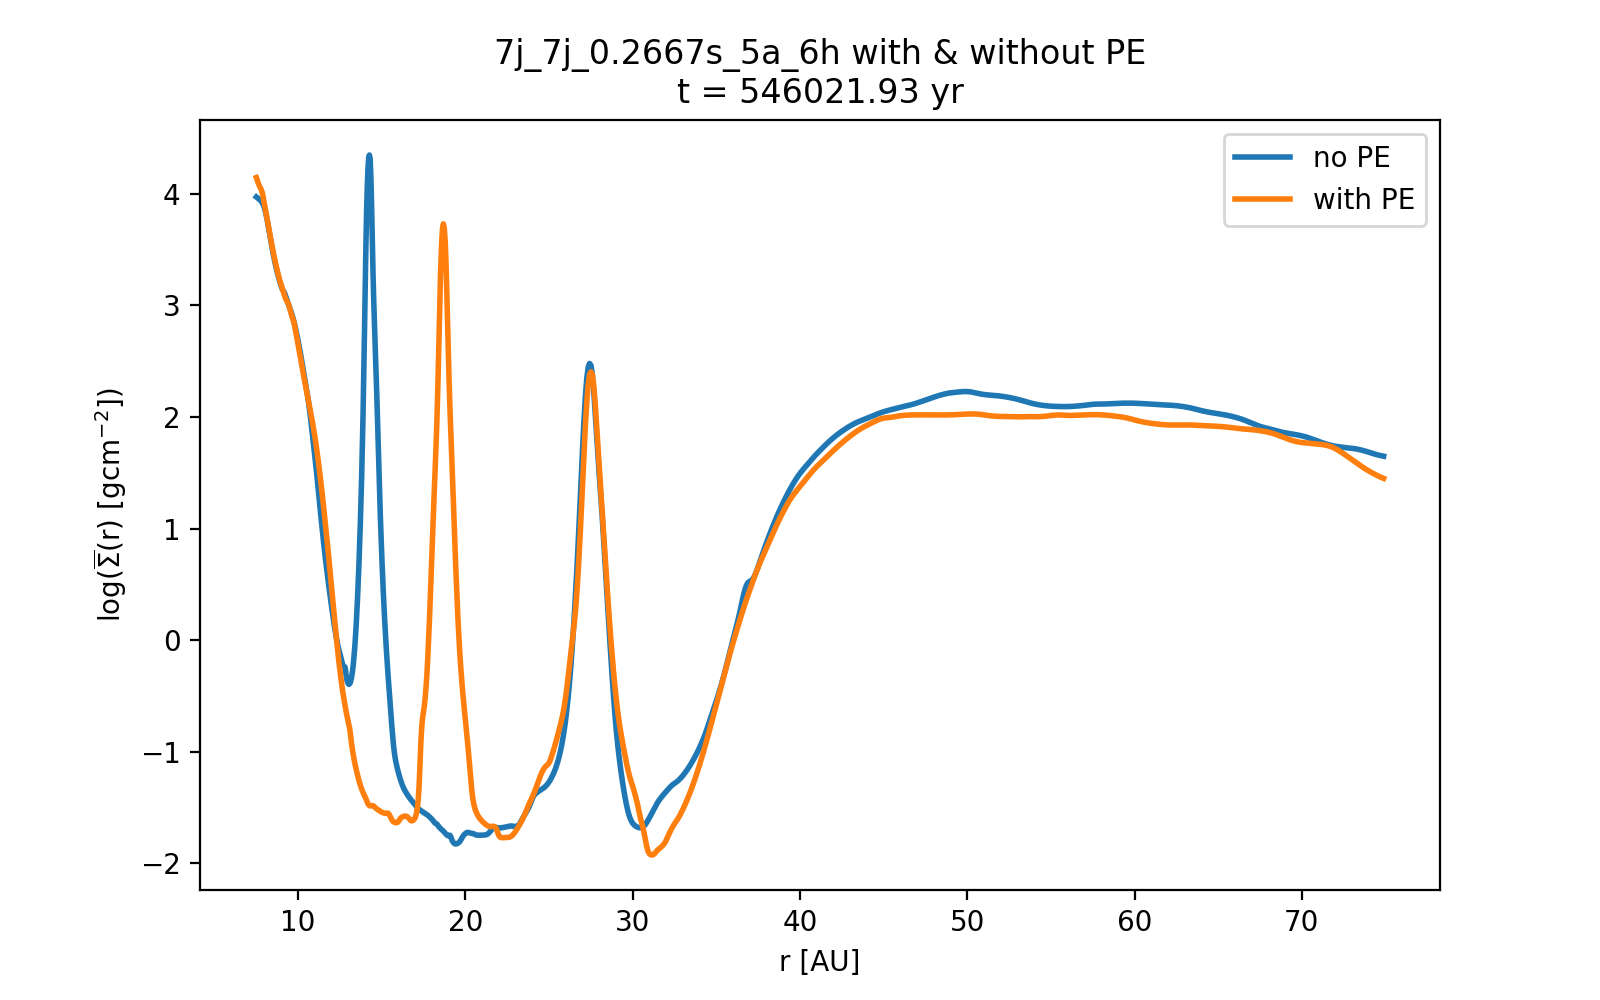 7j_7j_0.2667s_5a_6h with & without PE
t = 546021.93 yr
no PE
with PE
4
3
2
1
0
−1
−2
log(Σ̅(r) [gcm⁻²])
10 20 30 40 50 60 70
r [AU]